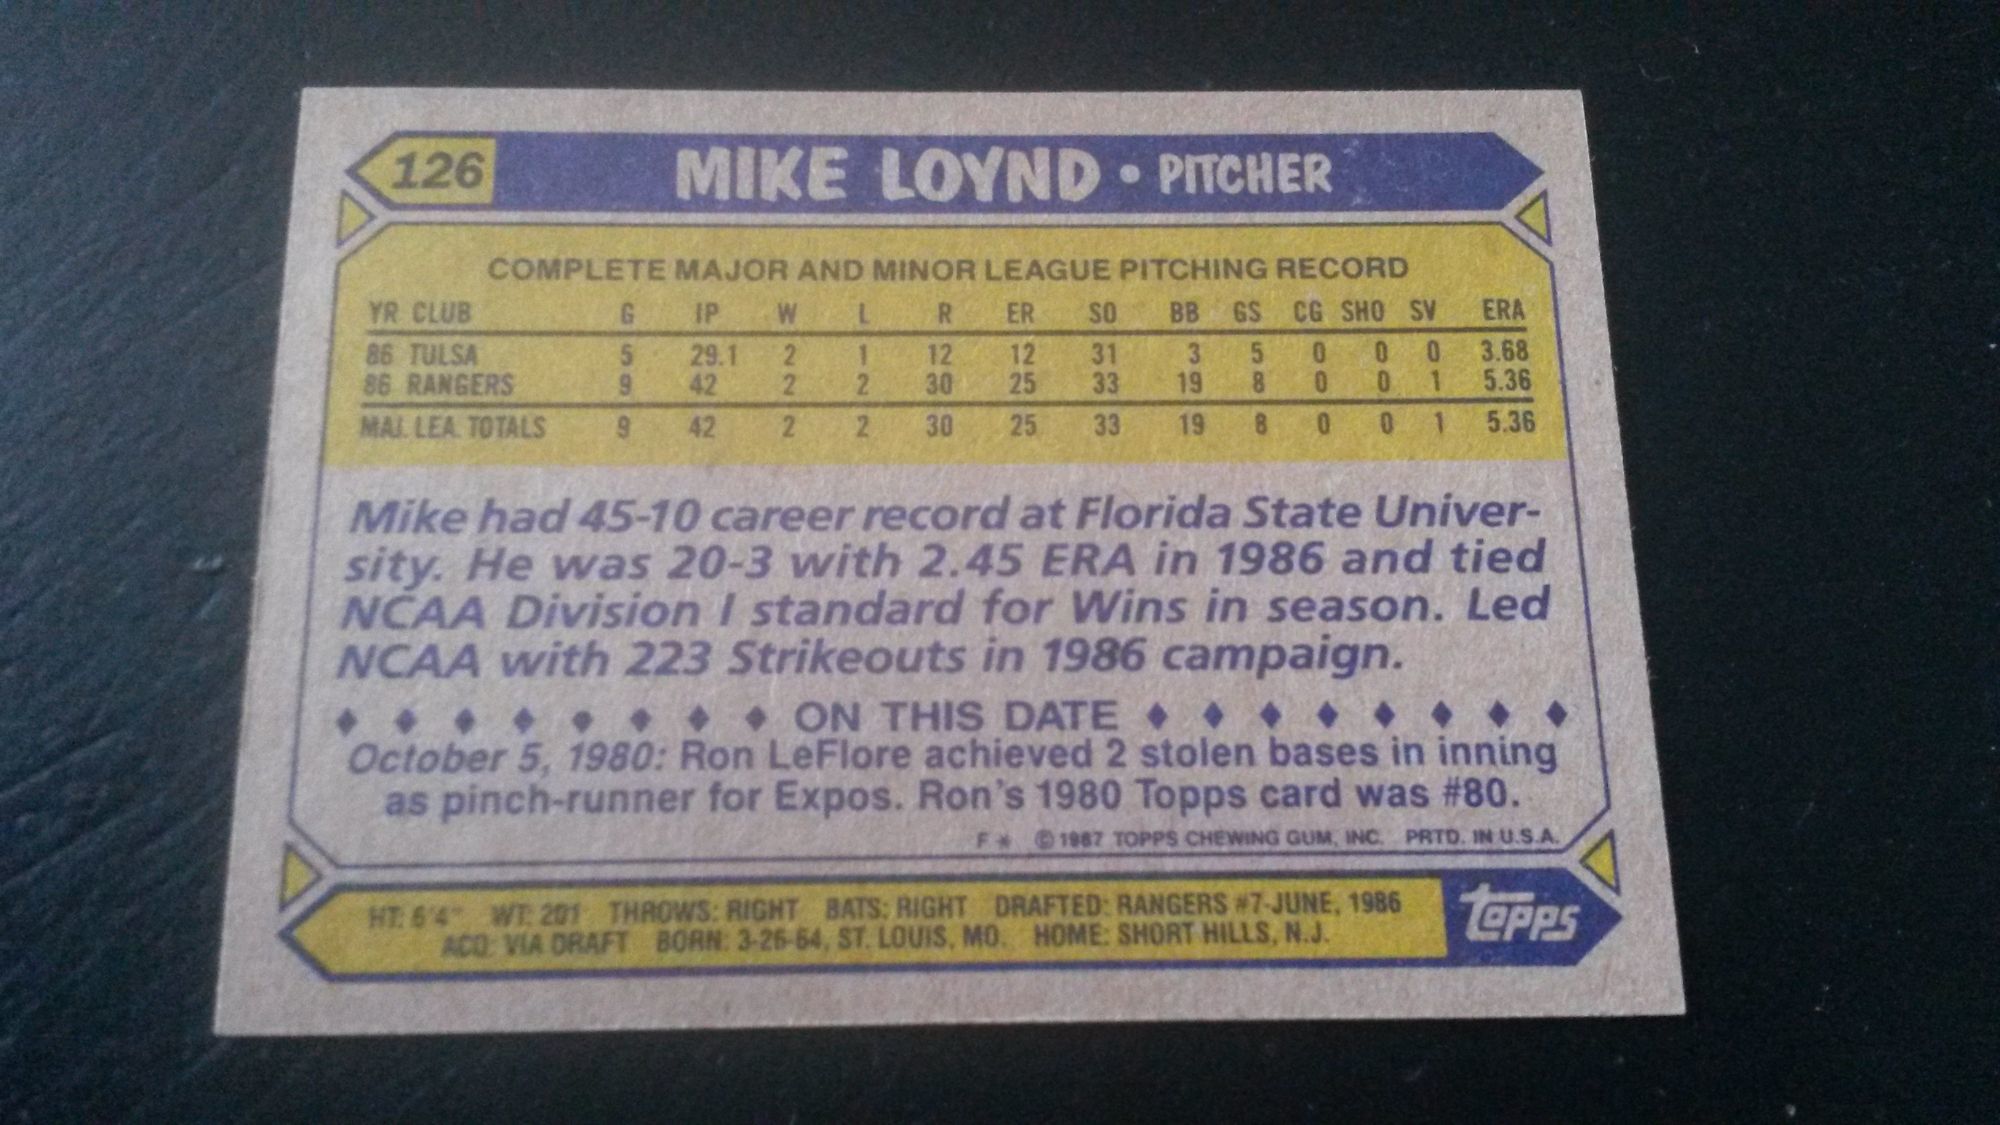 126 MIKE LOYND • PITCHER
COMPLETE MAJOR AND MINOR LEAGUE PITCHING RECORD
YR CLUB G IP W L R ER SO BB GS CG SHO SV ERA
86 TULSA 5 29.1 2 1 12 12 31 3 5 0 0 0 3.68
86 RANGERS 9 42 2 2 30 25 33 19 8 0 0 1 5.36
MAJ. LEA. TOTALS 9 42 2 2 30 25 33 19 8 0 0 1 5.36
Mike had 45-10 career record at Florida State Univer-
sity. He was 20-3 with 2.45 ERA in 1986 and tied
NCAA Division I standard for Wins in season. Led
NCAA with 223 Strikeouts in 1986 campaign.
♦ ♦ ♦ ♦ ♦ ♦ ♦ ♦ ON THIS DATE ♦ ♦ ♦ ♦ ♦ ♦ ♦ ♦
October 5, 1980: Ron LeFlore achieved 2 stolen bases in inning
as pinch-runner for Expos. Ron's 1980 Topps card was #80.
F * © 1987 TOPPS CHEWING GUM, INC. PRTD. IN U.S.A.
HT: 6'4" WT: 201 THROWS: RIGHT BATS: RIGHT DRAFTED: RANGERS #7-JUNE, 1986
ACQ: VIA DRAFT BORN: 3-26-64, ST. LOUIS, MO. HOME: SHORT HILLS, N.J.
topps